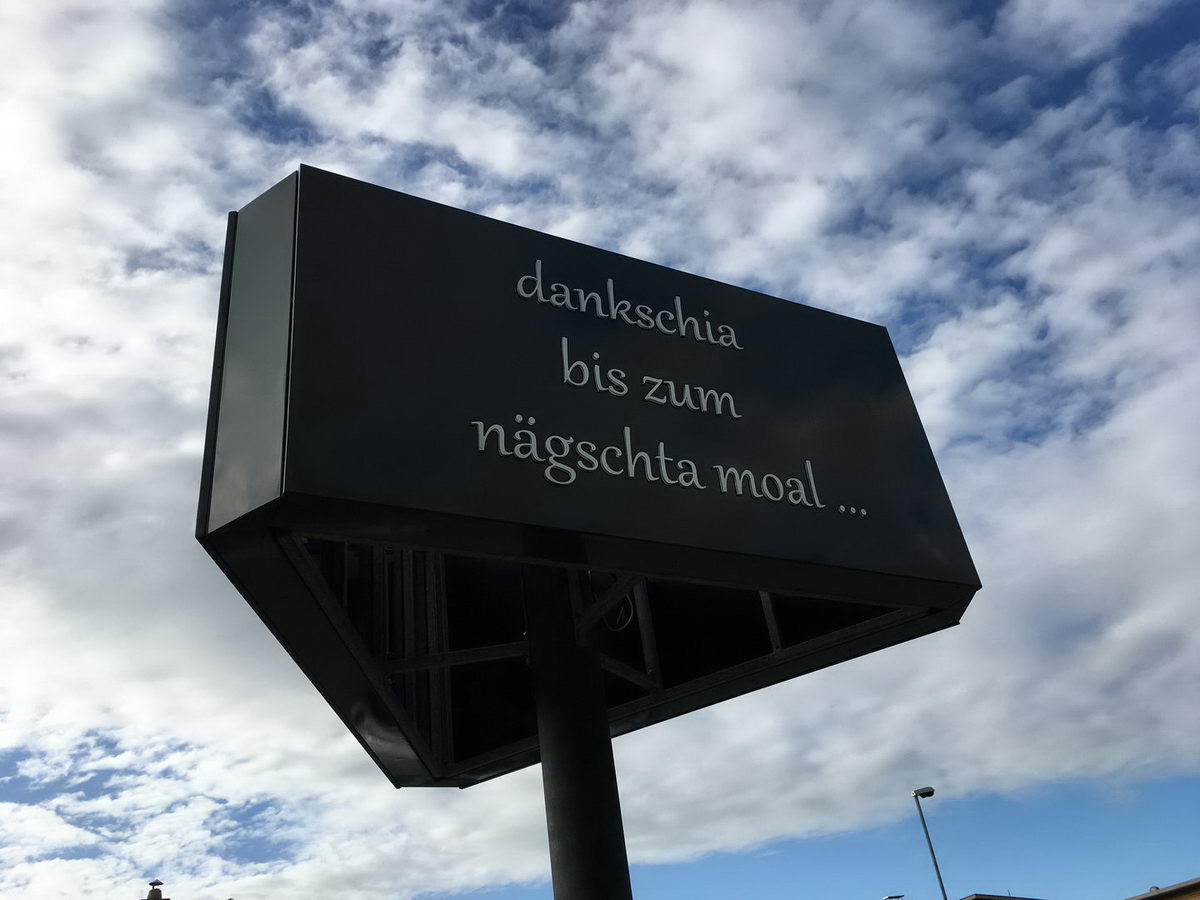 dankschia
bis zum
nägschta moal ...